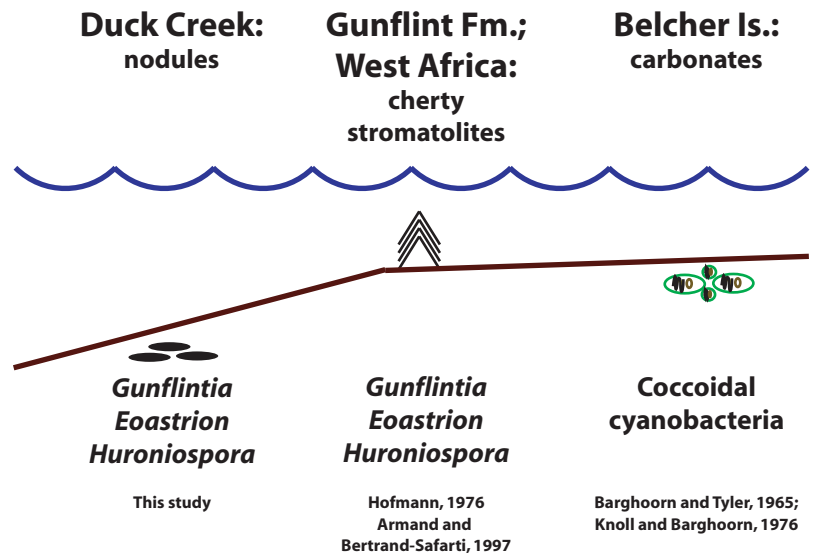 Duck Creek:
nodules
Gunflint Fm.;
West Africa:
cherty
stromatolites
Belcher Is.:
carbonates
Gunflintia
Eoastrion
Huroniospora
Gunflintia
Eoastrion
Huroniospora
Coccoidal
cyanobacteria
This study
Hofmann, 1976
Armand and
Bertrand-Safarti, 1997
Barghoorn and Tyler, 1965;
Knoll and Barghoorn, 1976